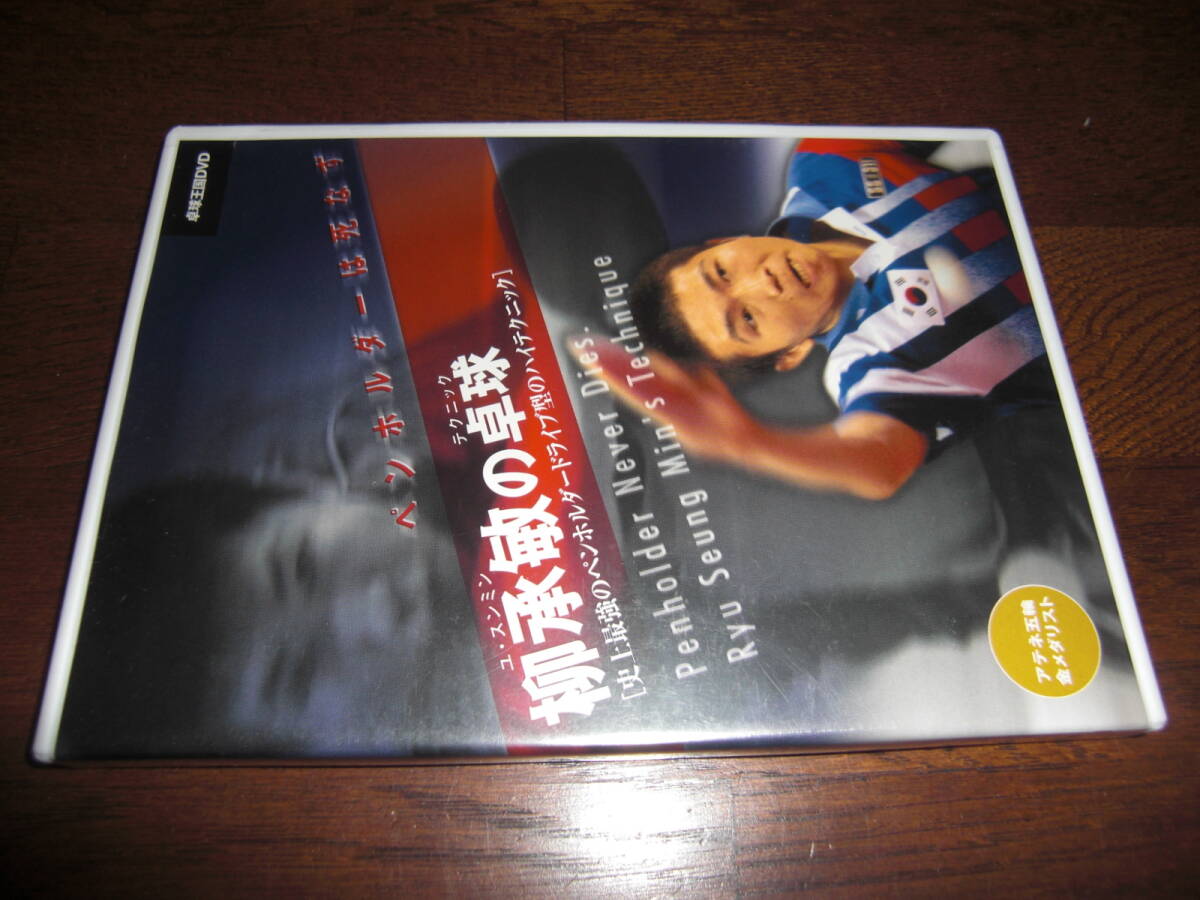 卓球王国DVD
ペンホルダーは死なず
ユ・スンミン
テクニック
柳承敏の卓球
[史上最強のペンホルダードライブ型のハイテクニック]
Penholder Never Dies.
Ryu Seung Min's Technique
アテネ五輪
金メダリスト